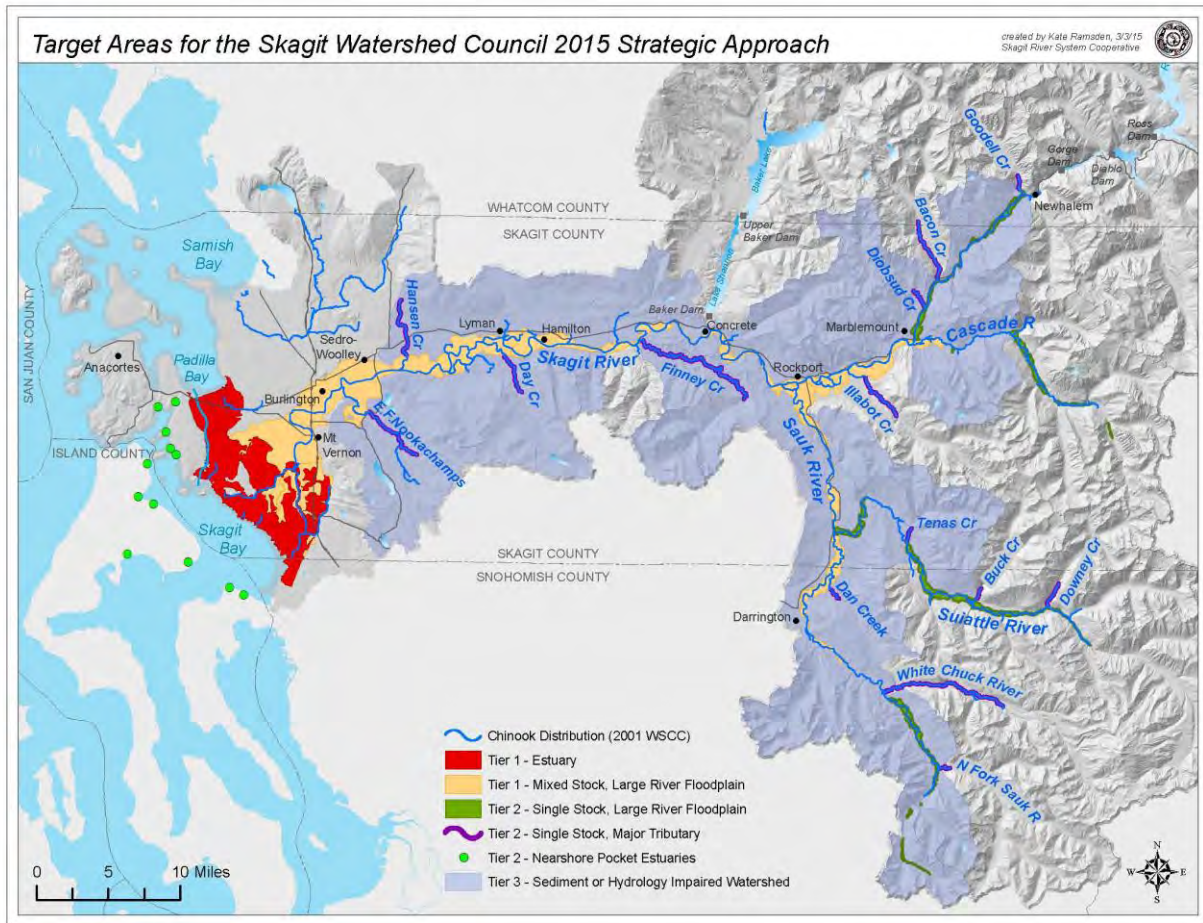 Target Areas for the Skagit Watershed Council 2015 Strategic Approach
created by Kate Ramsden, 3/3/15
Skagit River System Cooperative
Goodell Cr
Ross
Dam
Gorge
Dam
Diablo
Dam
Newhalem
Baker Lake
WHATCOM COUNTY
SKAGIT COUNTY
Upper
Baker Dam
Bacon Cr
Samish
Bay
Diobsud Cr
Lake Shannon
Hansen Cr
Baker Dam
Lyman
Hamilton
Concrete
Marblemount
Cascade R
SAN JUAN COUNTY
Anacortes
Padilla
Bay
Sedro-
Woolley
Skagit River
Day Cr
Finney Cr
Rockport
Illabot Cr
Burlington
E.F.Nookachamps
Mt
Vernon
ISLAND COUNTY
Sauk River
Skagit
Bay
Tenas Cr
Buck Cr
Downey Cr
SKAGIT COUNTY
SNOHOMISH COUNTY
Dan Creek
Darrington
Suiattle River
White Chuck River
N Fork Sauk R
Chinook Distribution (2001 WSCC)
Tier 1 - Estuary
Tier 1 - Mixed Stock, Large River Floodplain
Tier 2 - Single Stock, Large River Floodplain
Tier 2 - Single Stock, Major Tributary
Tier 2 - Nearshore Pocket Estuaries
Tier 3 - Sediment or Hydrology Impaired Watershed
0 5 10 Miles
N
W E
S